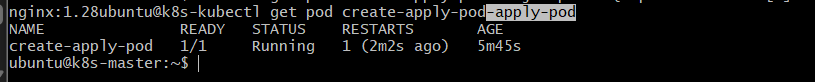 nginx:1.28ubuntu@k8s-kubectl get pod create-apply-pod-apply-pod
NAME READY STATUS RESTARTS AGE
create-apply-pod 1/1 Running 1 (2m2s ago) 5m45s
ubuntu@k8s-master:~$